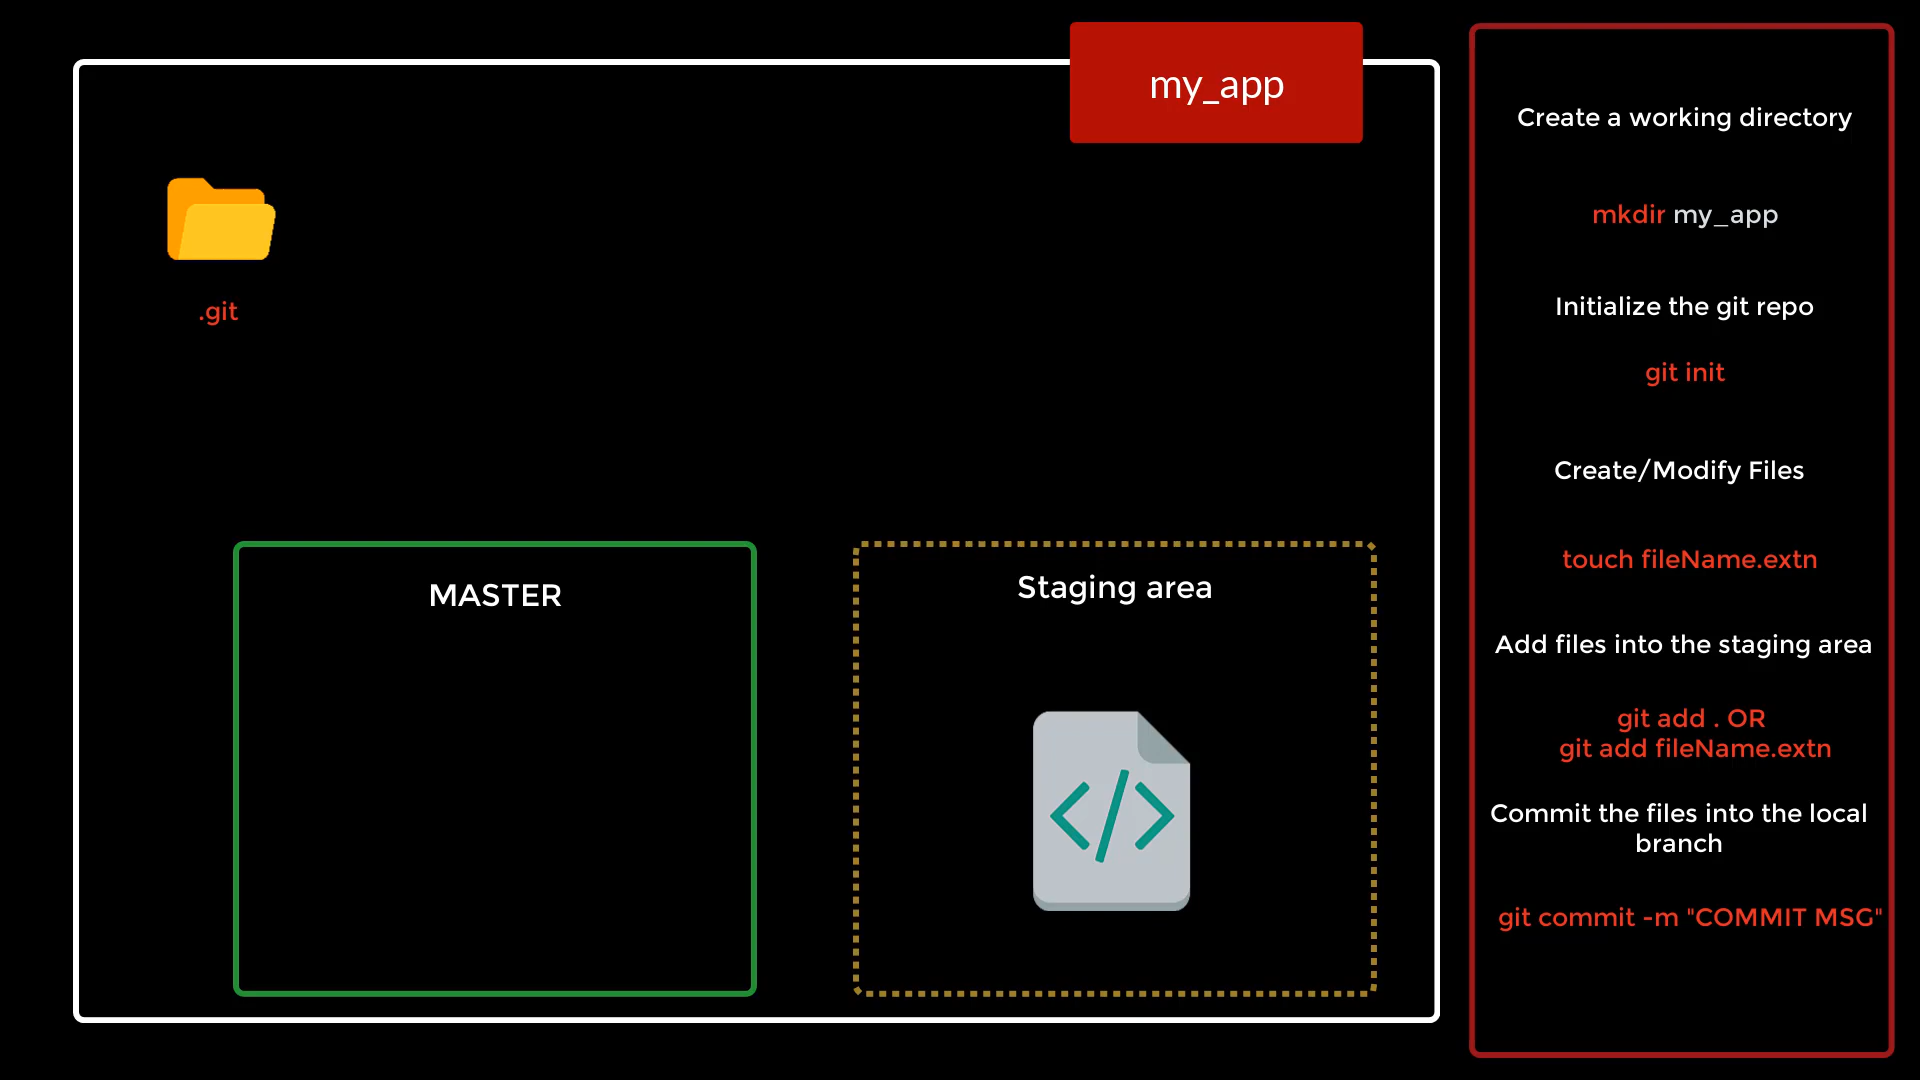 my_app
.git
MASTER
Staging area
Create a working directory
mkdir my_app
Initialize the git repo
git init
Create/Modify Files
touch fileName.extn
Add files into the staging area
git add . OR
git add fileName.extn
Commit the files into the local
branch
git commit -m "COMMIT MSG"